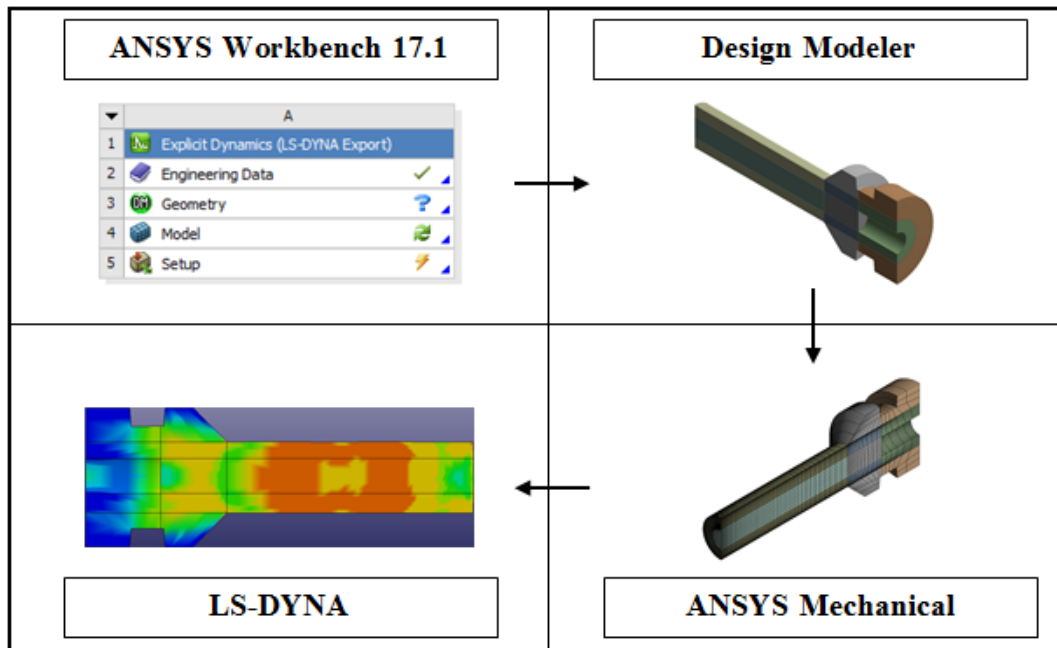 ANSYS Workbench 17.1
Design Modeler
A
1 Explicit Dynamics (LS-DYNA Export)
2 Engineering Data
3 DM Geometry
4 Model
5 Setup
LS-DYNA
ANSYS Mechanical